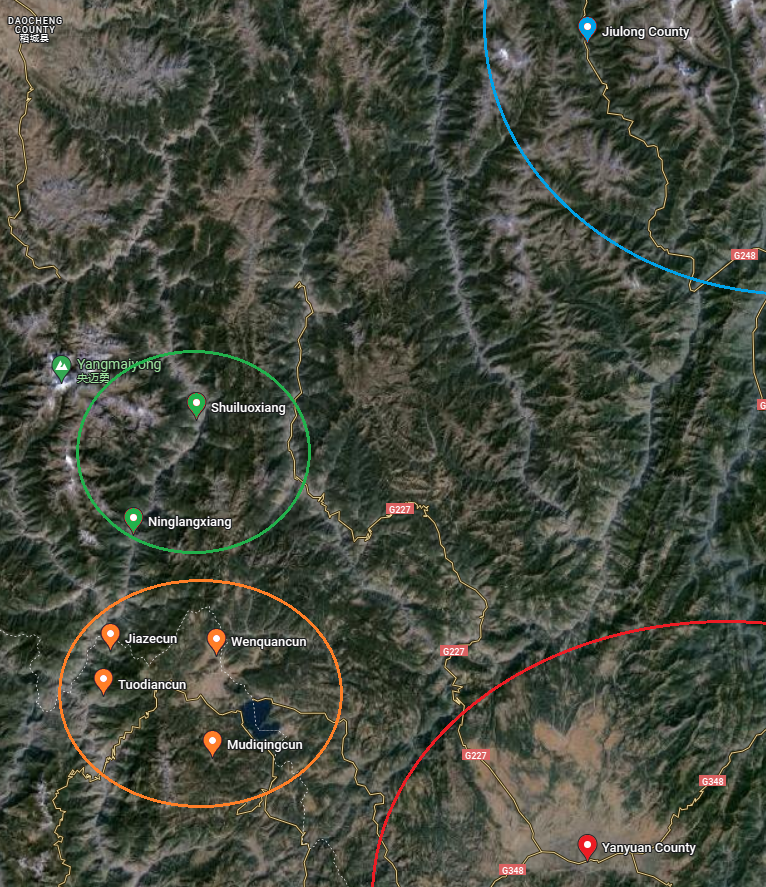 DAOCHENG
COUNTY
稻城县
Jiulong County
G248
Yangmaiyong
央迈勇
Shuiluoxiang
G
G227
Ninglangxiang
Jiazecun
Wenquancun
G227
Tuodiancun
Mudiqingcun
G227
G348
Yanyuan County
G348